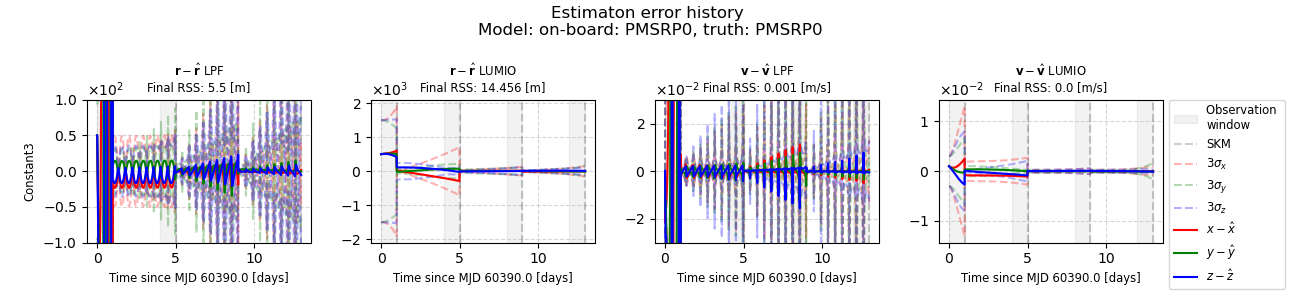 Estimaton error history
Model: on-board: PMSRP0, truth: PMSRP0
r − r̂ LPF
Final RSS: 5.5 [m]
×10²
1.0
0.5
0.0
−0.5
−1.0
Constant3
0
5
10
Time since MJD 60390.0 [days]
r − r̂ LUMIO
Final RSS: 14.456 [m]
×10³
2
1
0
−1
−2
0
5
10
Time since MJD 60390.0 [days]
v − v̂ LPF
Final RSS: 0.001 [m/s]
×10⁻²
2
0
−2
0
5
10
Time since MJD 60390.0 [days]
v − v̂ LUMIO
Final RSS: 0.0 [m/s]
×10⁻²
1
0
−1
0
5
10
Time since MJD 60390.0 [days]
Observation
window
SKM
3σx
3σy
3σz
x − x̂
y − ŷ
z − ẑ